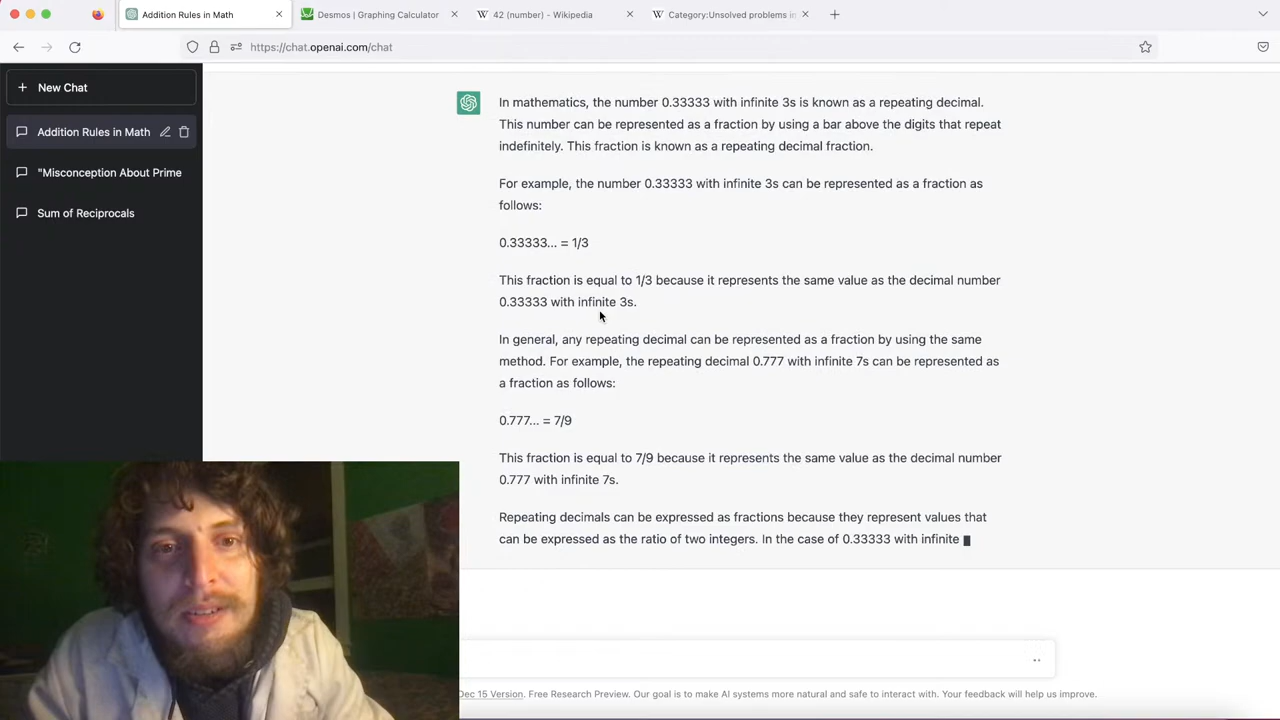 Addition Rules in Math
Desmos | Graphing Calculator
42 (number) - Wikipedia
Category:Unsolved problems in
https://chat.openai.com/chat
New Chat
Addition Rules in Math
"Misconception About Prime
Sum of Reciprocals
In mathematics, the number 0.33333 with infinite 3s is known as a repeating decimal.
This number can be represented as a fraction by using a bar above the digits that repeat
indefinitely. This fraction is known as a repeating decimal fraction.
For example, the number 0.33333 with infinite 3s can be represented as a fraction as
follows:
0.33333... = 1/3
This fraction is equal to 1/3 because it represents the same value as the decimal number
0.33333 with infinite 3s.
In general, any repeating decimal can be represented as a fraction by using the same
method. For example, the repeating decimal 0.777 with infinite 7s can be represented as
a fraction as follows:
0.777... = 7/9
This fraction is equal to 7/9 because it represents the same value as the decimal number
0.777 with infinite 7s.
Repeating decimals can be expressed as fractions because they represent values that
can be expressed as the ratio of two integers. In the case of 0.33333 with infinite
Dec 15 Version. Free Research Preview. Our goal is to make AI systems more natural and safe to interact with. Your feedback will help us improve.